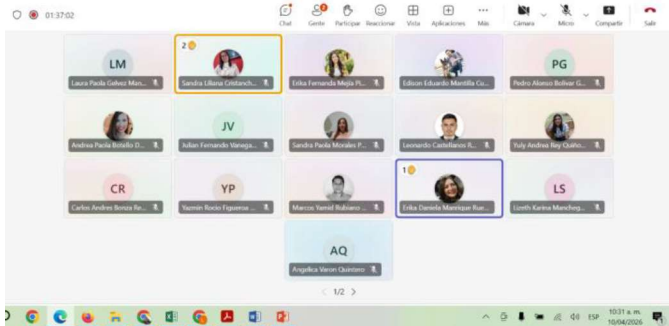 01:37:02
Chat Gente Participar Reaccionar Vista Aplicaciones Más Cámara Micro Compartir Salir
LM 2 PG
Laura Paola Gelvez Man... Sandra Liliana Cristanch... Erika Fernanda Mejía Pi... Edison Eduardo Mantilla Cu... Pedro Alonso Bolivar G...
JV
Andrea Paola Botello D... Julian Fernando Vanega... Sandra Paola Morales P... Leonardo Castellanos A... Yuly Andrea Rey Quiño...
CR YP 1 LS
Carlos Andres Bonza Re... Yazmin Rocio Figueroa ... Marcos Yamid Rubiano ... Erika Daniela Manrique Rue... Lizeth Karina Mancheg...
AQ
Angelica Varon Quintero
< 1/2 >
ESP 10:31 a. m.
10/04/2026